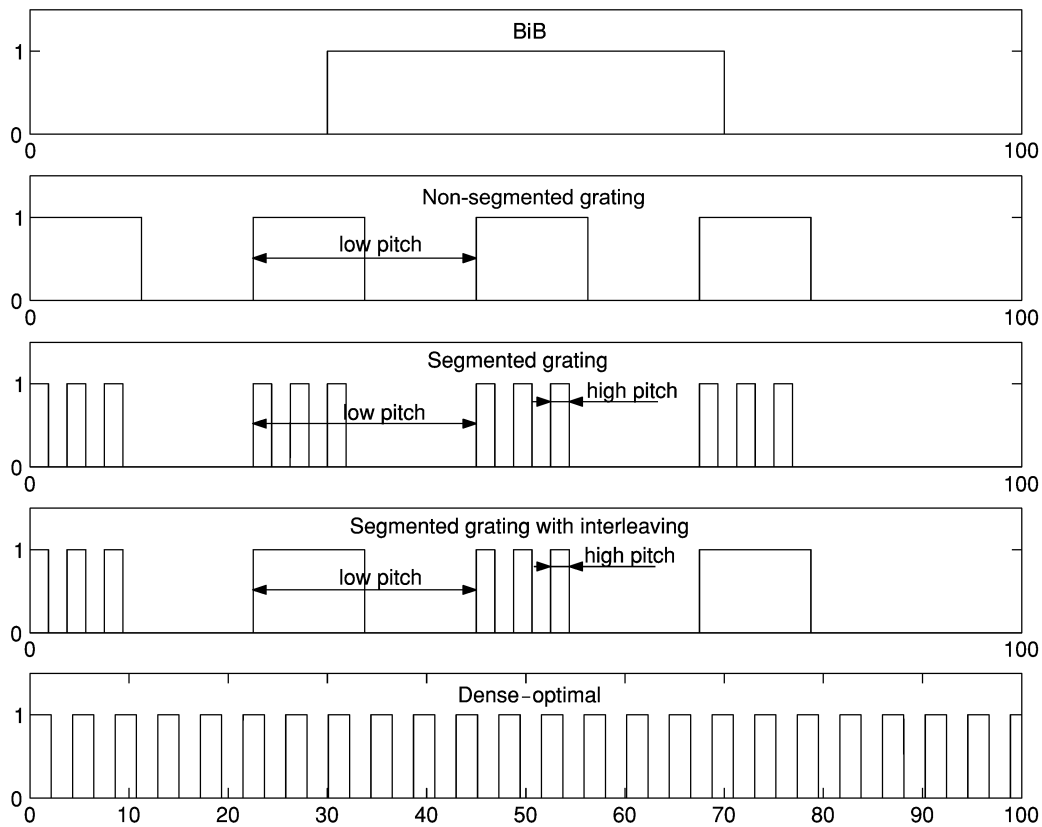 BiB
1
0
0 100
Non-segmented grating
1
low pitch
0
0 100
Segmented grating
1
high pitch
low pitch
0
0 100
Segmented grating with interleaving
1
high pitch
low pitch
0
0 100
Dense-optimal
1
0
0 10 20 30 40 50 60 70 80 90 100